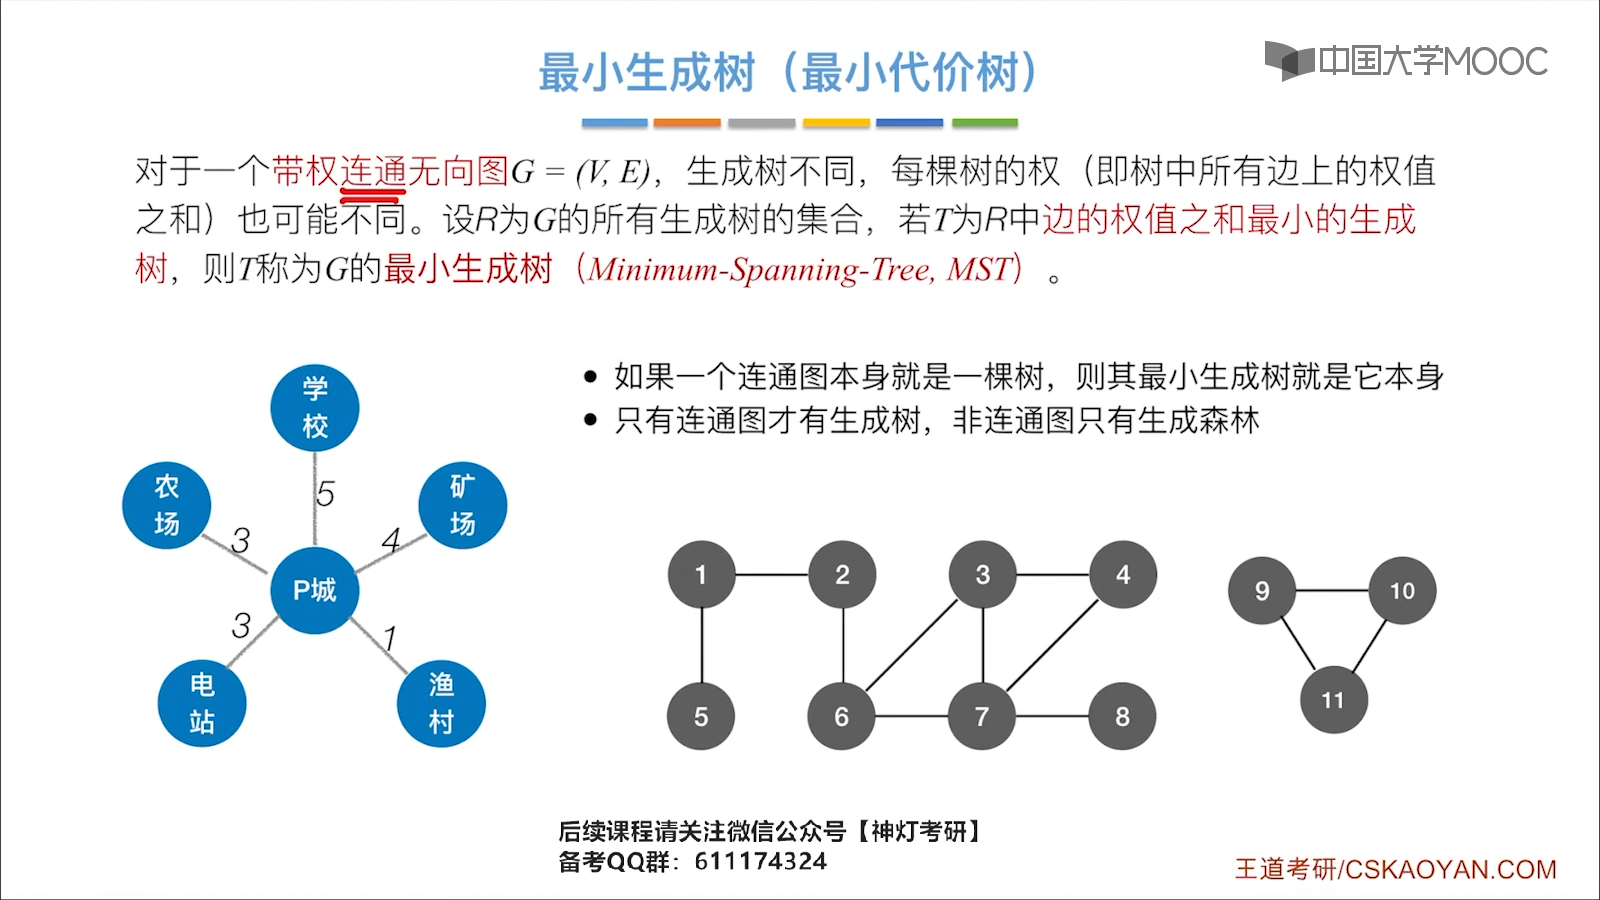 最小生成树（最小代价树）
中国大学MOOC
对于一个带权连通无向图G = (V, E)，生成树不同，每棵树的权（即树中所有边上的权值
之和）也可能不同。设R为G的所有生成树的集合，若T为R中边的权值之和最小的生成
树，则T称为G的最小生成树（Minimum-Spanning-Tree, MST）。
• 如果一个连通图本身就是一棵树，则其最小生成树就是它本身
• 只有连通图才有生成树，非连通图只有生成森林
学
校
农
场
矿
场
5
3
4
P城
3
1
电
站
渔
村
1
2
3
4
5
6
7
8
9
10
11
后续课程请关注微信公众号【神灯考研】
备考QQ群：611174324
王道考研/CSKAOYAN.COM